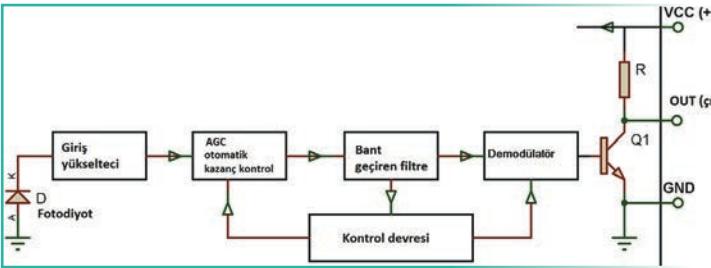 VCC (+
R
OUT (ç
Q1
GND
Giriş
yükselteci
AGC
otomatik
kazanç kontrol
Bant
geçiren filtre
Demodülatör
K
D
A
Fotodiyot
Kontrol devresi